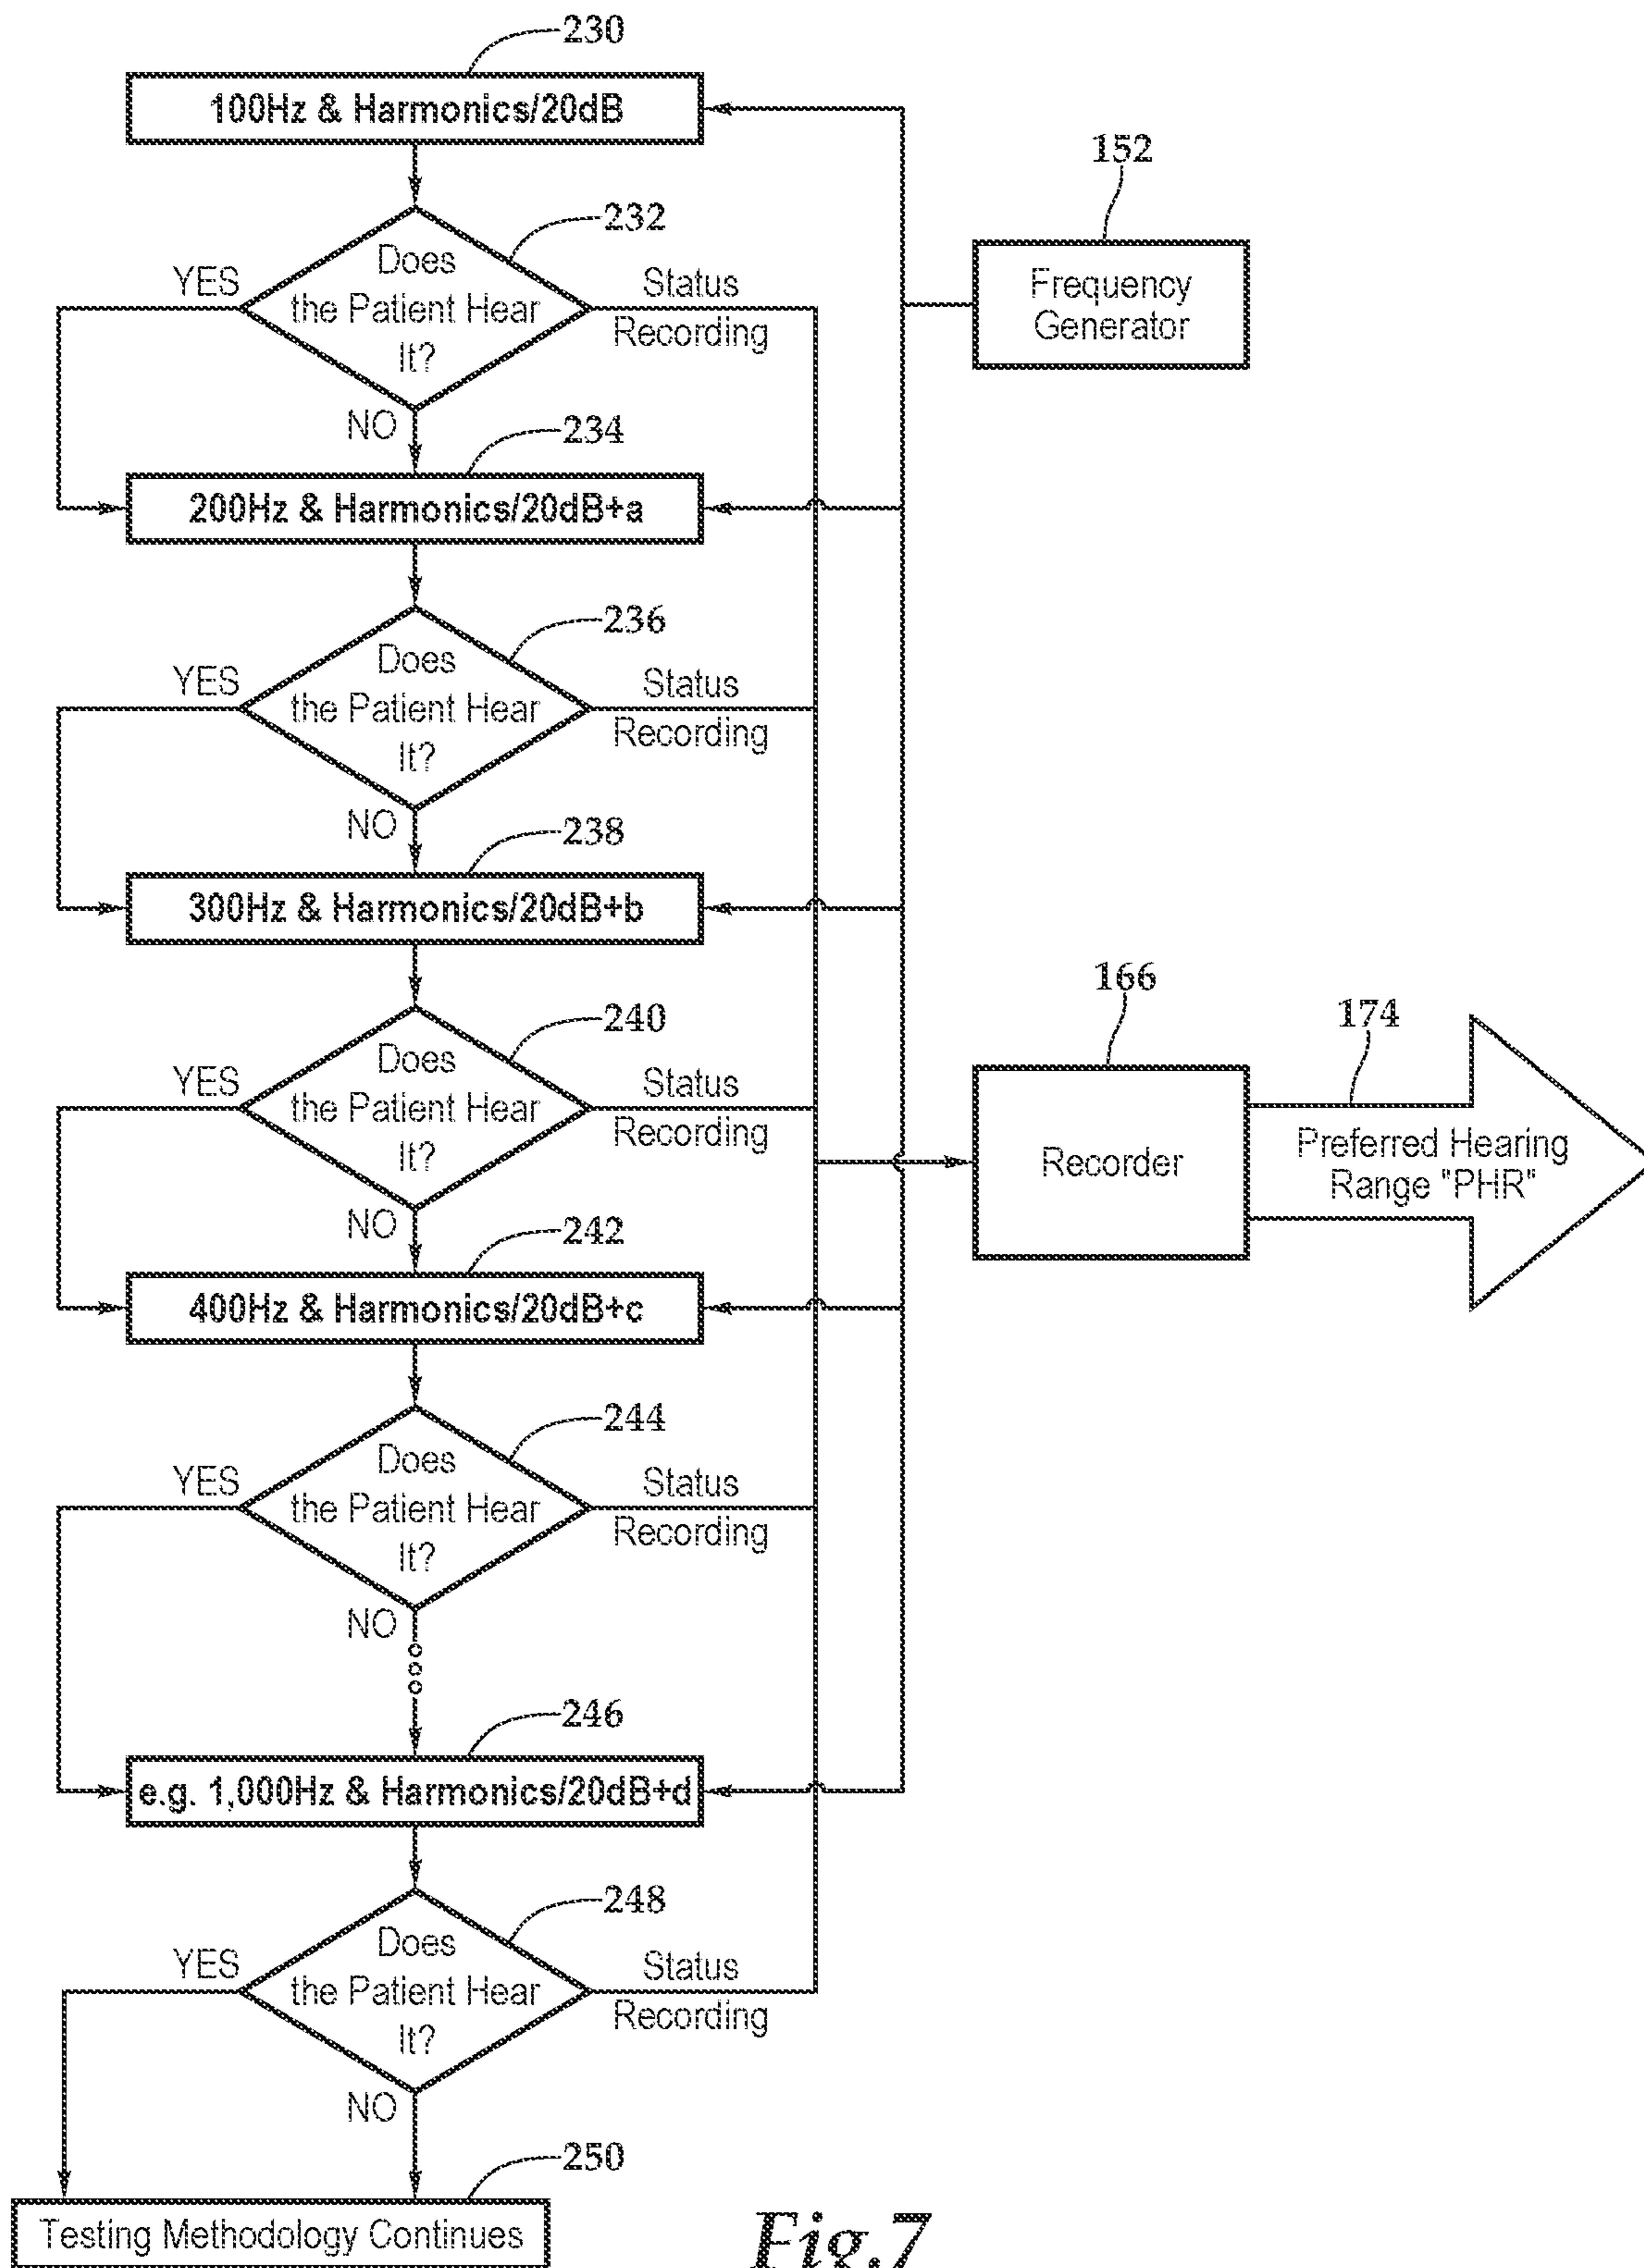 230
100Hz & Harmonics/20dB
152
232
Does
the Patient Hear
It?
YES
Status
Recording
Frequency
Generator
NO
234
200Hz & Harmonics/20dB+a
236
Does
the Patient Hear
It?
YES
Status
Recording
NO
238
300Hz & Harmonics/20dB+b
166
174
240
Does
the Patient Hear
It?
YES
Status
Recording
Recorder
Preferred Hearing
Range "PHR"
NO
242
400Hz & Harmonics/20dB+c
244
Does
the Patient Hear
It?
YES
Status
Recording
NO
246
e.g. 1,000Hz & Harmonics/20dB+d
248
Does
the Patient Hear
It?
YES
Status
Recording
NO
250
Testing Methodology Continues
Fig.7